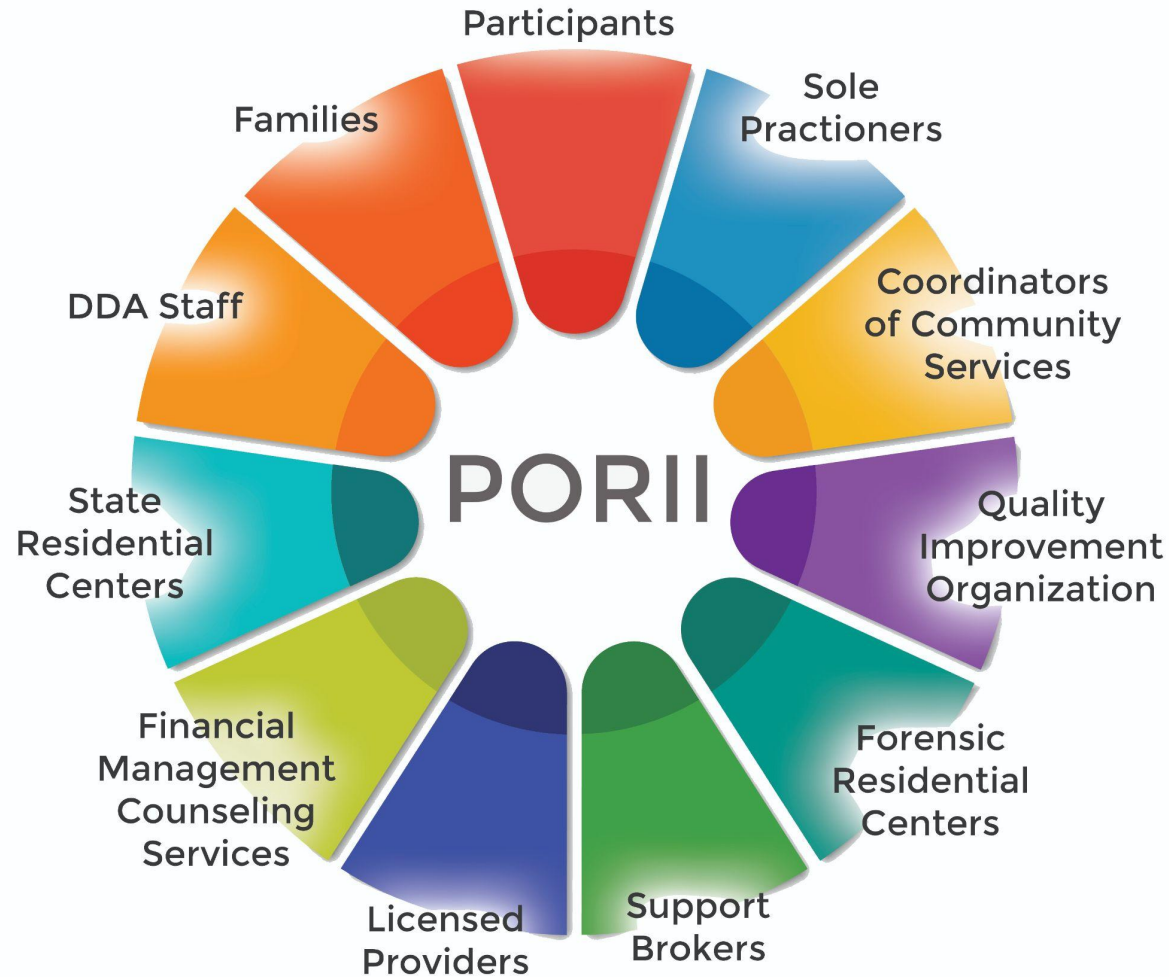 Participants
Sole
Practioners
Coordinators
of Community
Services
Quality
Improvement
Organization
Forensic
Residential
Centers
Support
Brokers
Licensed
Providers
Financial
Management
Counseling
Services
State
Residential
Centers
DDA Staff
Families
PORII